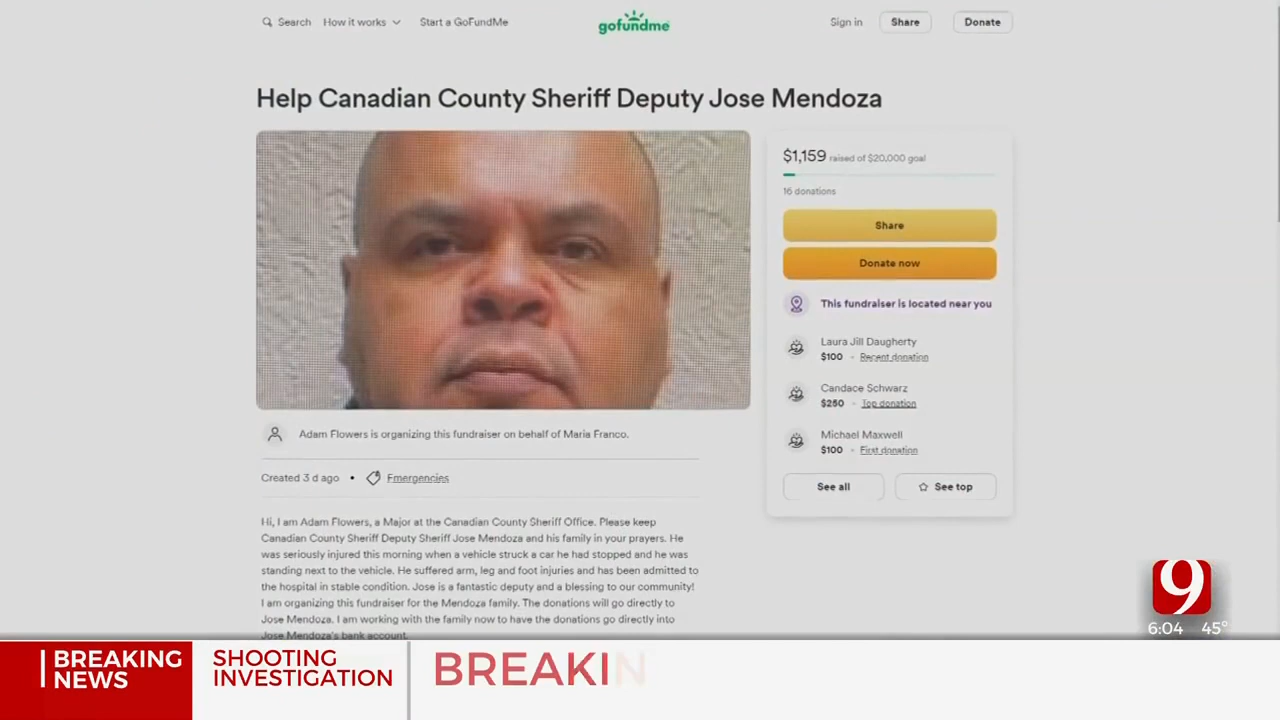 Search How it works Start a GoFundMe gofundme Sign in Share Donate
Help Canadian County Sheriff Deputy Jose Mendoza
$1,159 raised of $20,000 goal
16 donations
Share
Donate now
This fundraiser is located near you
Laura Jill Daugherty
$100 • Recent donation
Candace Schwarz
$250 • Top donation
Michael Maxwell
$100 • First donation
See all See top
Adam Flowers is organizing this fundraiser on behalf of Maria Franco.
Created 3 d ago • Emergencies
Hi, I am Adam Flowers, a Major at the Canadian County Sheriff Office. Please keep
Canadian County Sheriff Deputy Sheriff Jose Mendoza and his family in your prayers. He
was seriously injured this morning when a vehicle struck a car he had stopped and he was
standing next to the vehicle. He suffered arm, leg and foot injuries and has been admitted to
the hospital in stable condition. Jose is a fantastic deputy and a blessing to our community!
I am organizing this fundraiser for the Mendoza family. The donations will go directly to
Jose Mendoza. I am working with the family now to have the donations go directly into
Jose Mendoza's bank account.
9
6:04 45°
BREAKING
NEWS
SHOOTING
INVESTIGATION
BREAKIN